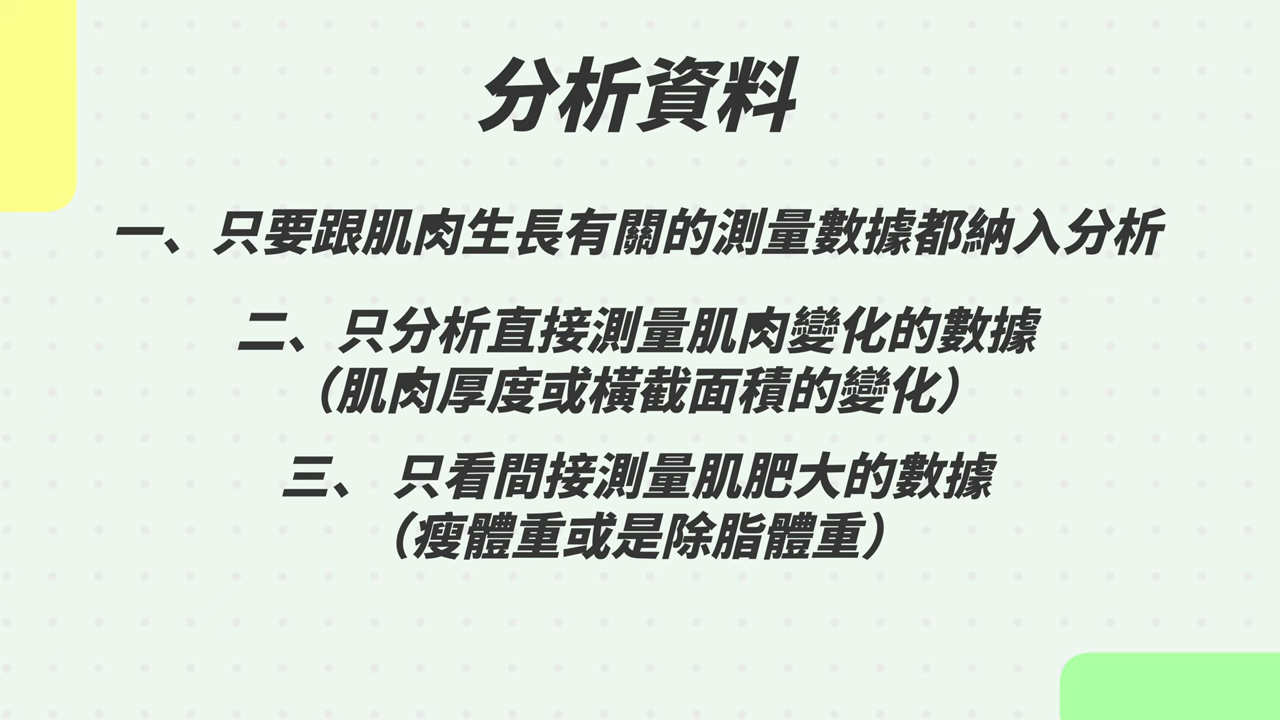 分析資料
一、只要跟肌肉生長有關的測量數據都納入分析
二、只分析直接測量肌肉變化的數據
（肌肉厚度或橫截面積的變化）
三、 只看間接測量肌肥大的數據
（瘦體重或是除脂體重）